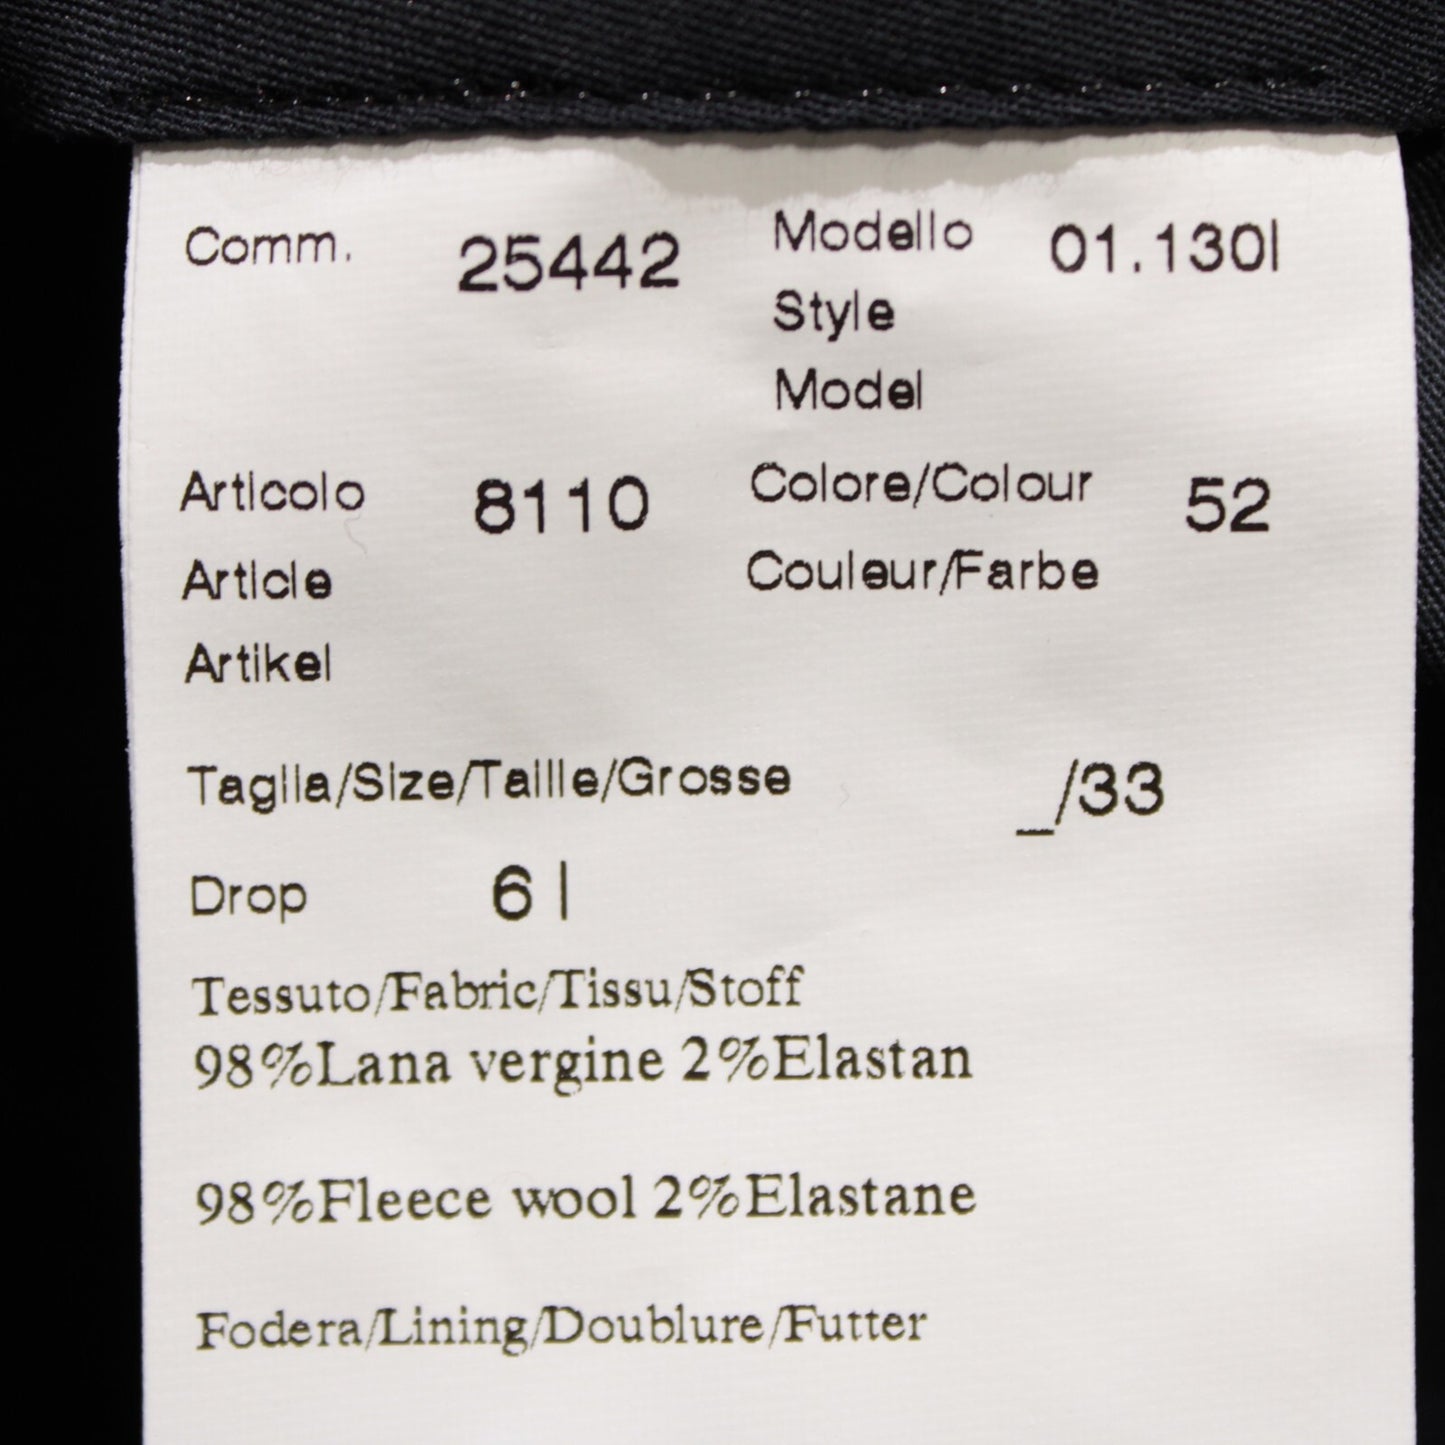 Comm. 25442 Modello 01.130l
Style
Model
Articolo 8110 Colore/Colour 52
Article Couleur/Farbe
Artikel
Taglia/Size/Taille/Grosse _/33
Drop 6 l
Tessuto/Fabric/Tissu/Stoff
98%Lana vergine 2%Elastan
98%Fleece wool 2%Elastane
Fodera/Lining/Doublure/Futter